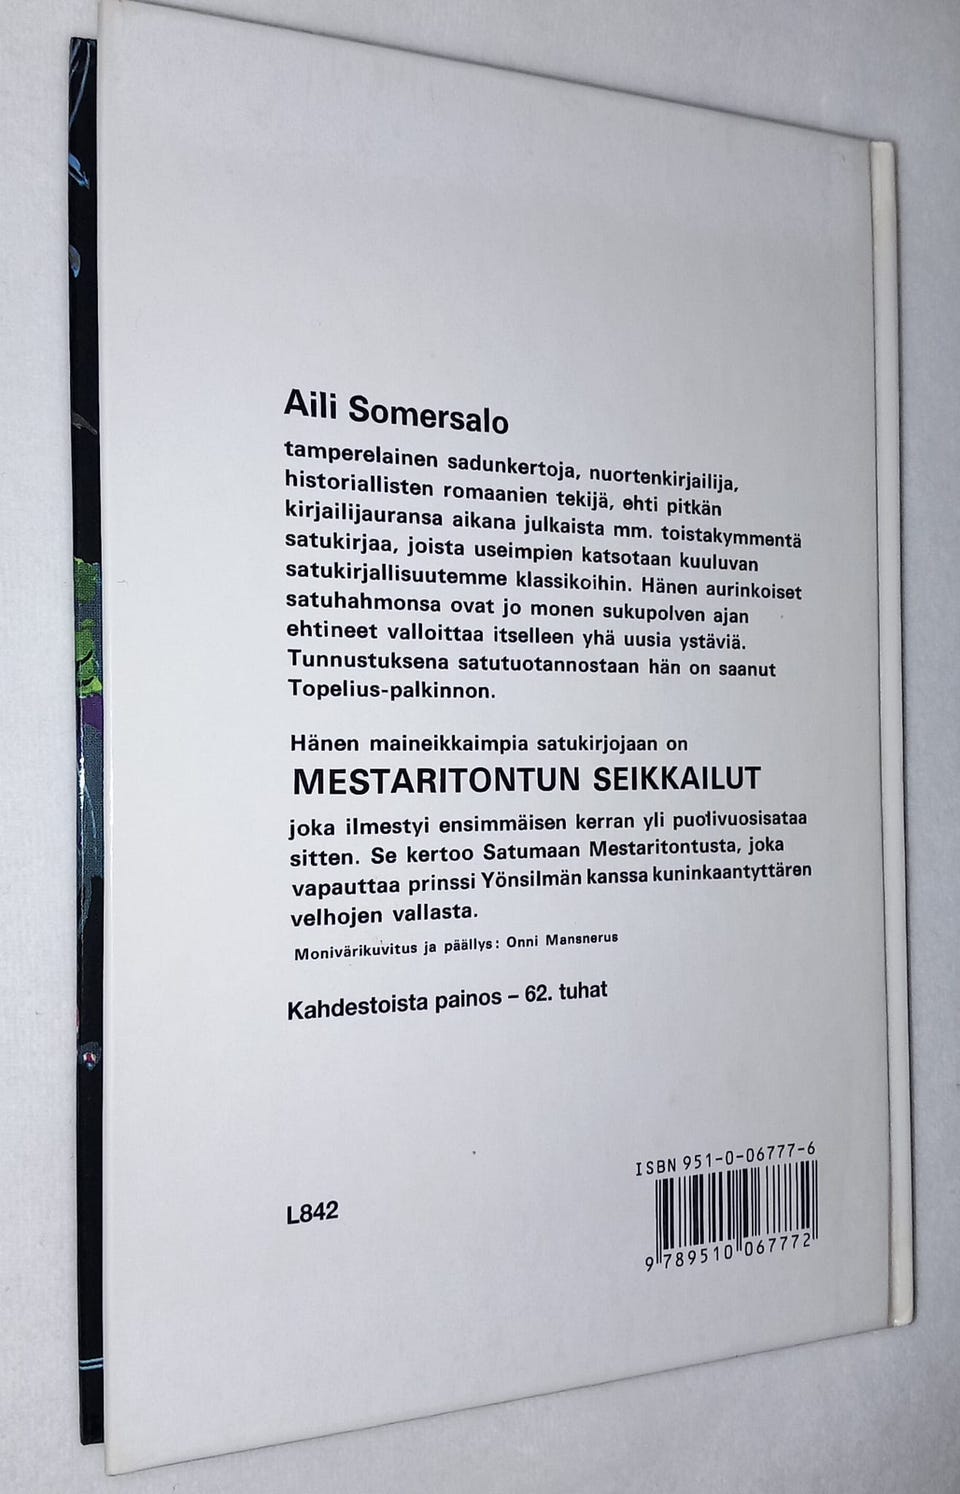 Aili Somersalo
tamperelainen sadunkertoja, nuortenkirjailija,
historiallisten romaanien tekijä, ehti pitkän
kirjailijauransa aikana julkaista mm. toistakymmentä
satukirjaa, joista useimpien katsotaan kuuluvan
satukirjallisuutemme klassikoihin. Hänen aurinkoiset
satuhahmonsa ovat jo monen sukupolven ajan
ehtineet valloittaa itselleen yhä uusia ystäviä.
Tunnustuksena satutuotannostaan hän on saanut
Topelius-palkinnon.
Hänen maineikkaimpia satukirjojaan on
MESTARITONTUN SEIKKAILUT
joka ilmestyi ensimmäisen kerran yli puolivuosisataa
sitten. Se kertoo Satumaan Mestaritontusta, joka
vapauttaa prinssi Yönsilmän kanssa kuninkaantyttären
velhojen vallasta.
Monivärikuvitus ja päällys: Onni Mansnerus
Kahdestoista painos – 62. tuhat
L842
ISBN 951-0-06777-6
9 789510 067772